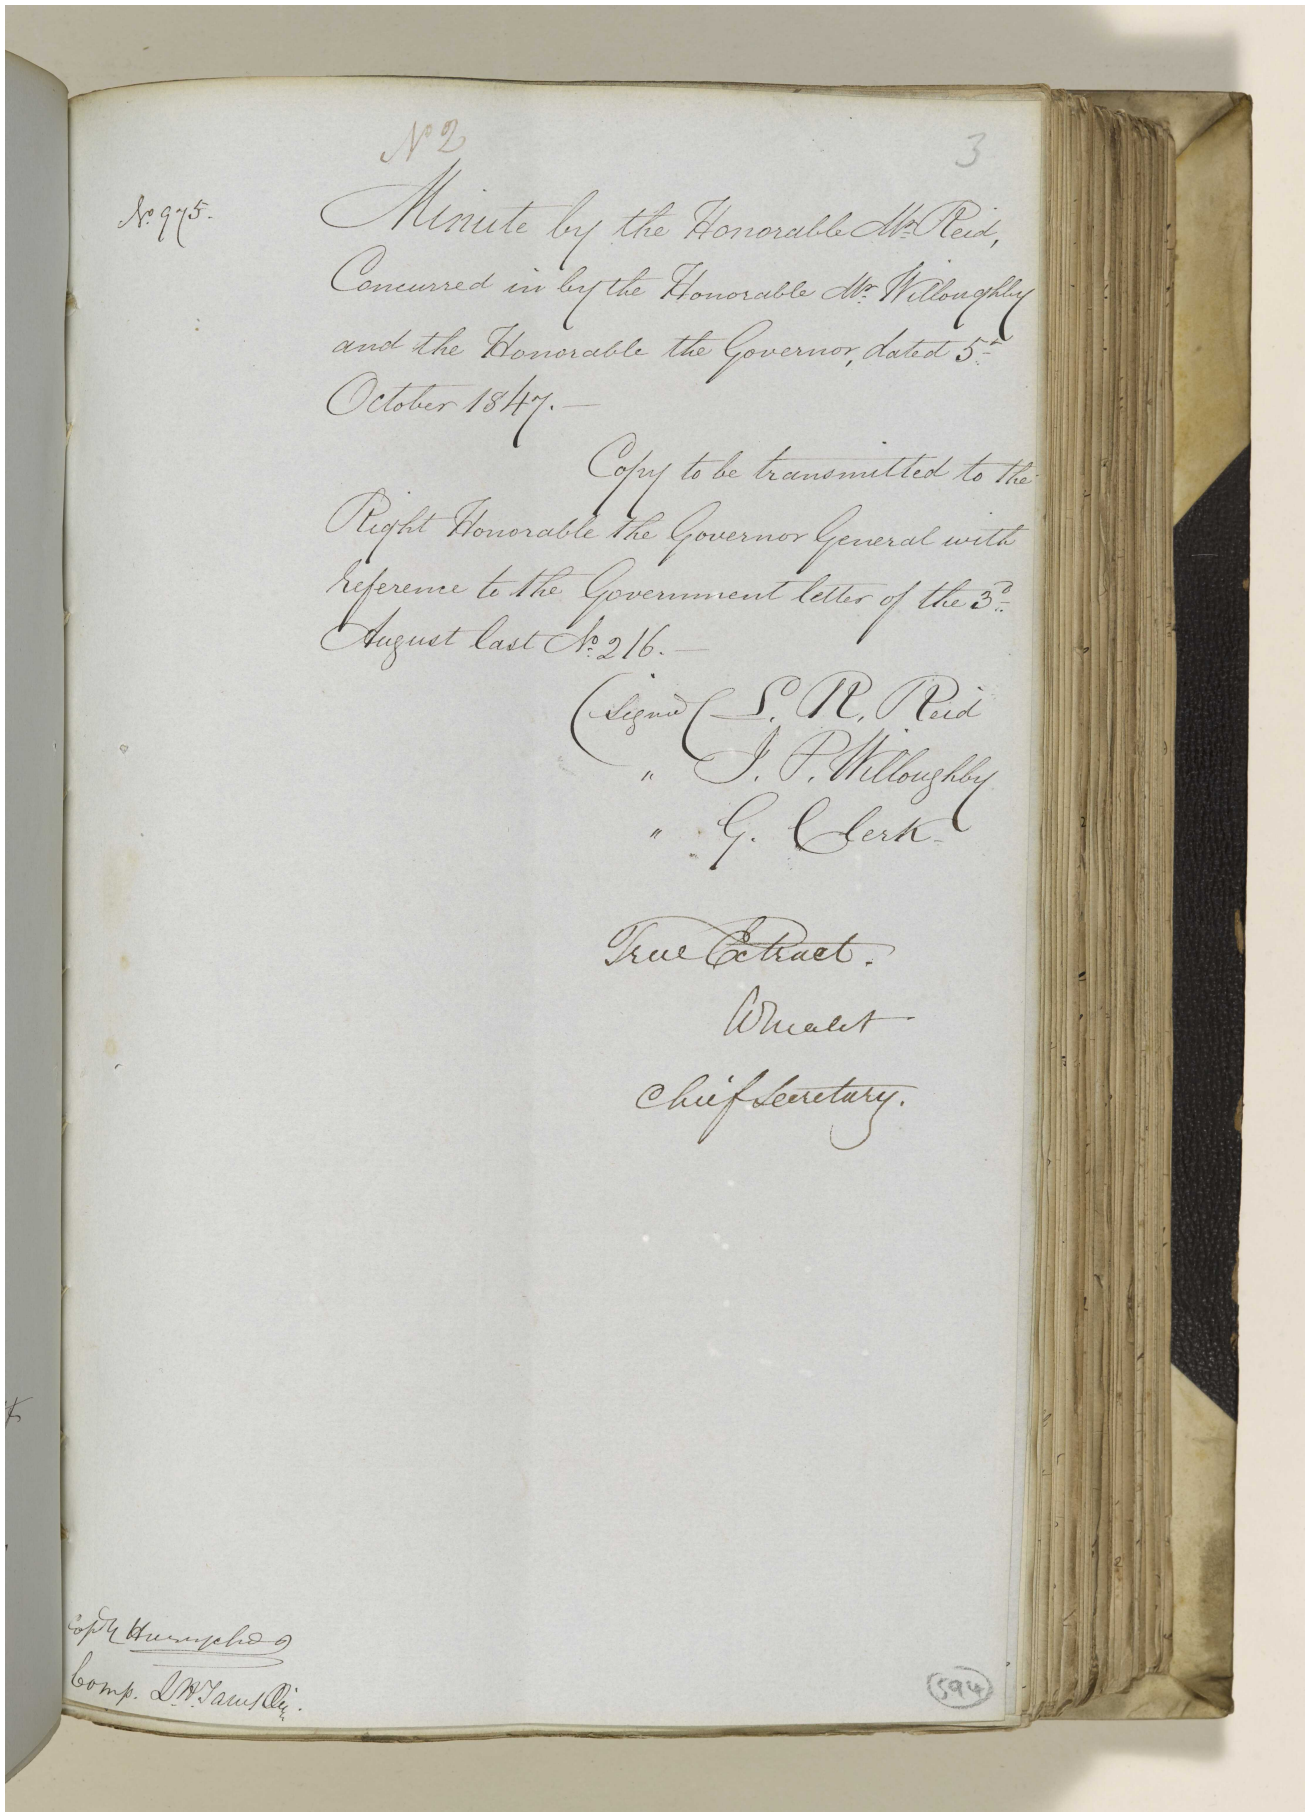 No 2
3
No 975.
Minute by the Honorable Mr. Reid,
Concurred in by the Honorable Mr. Willoughby
and the Honorable the Governor, dated 5th
October 1847.—
Copy to be transmitted to the
Right Honorable the Governor General with
reference to the Government letter of the 3d.
August last No. 216.—
(Signed( L. R. Reid
" J. P. Willoughby
" G. Clerk
True Extract.
A Malet
Chief Secretary.
Comp.
594